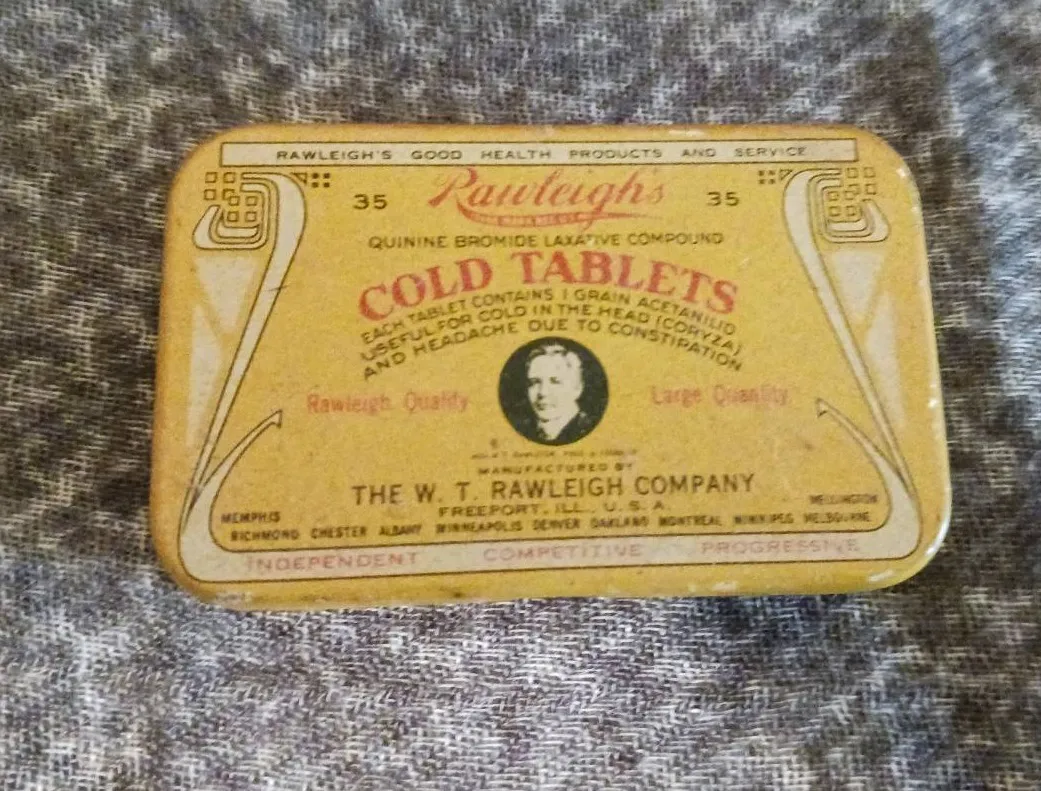 RAWLEIGH'S GOOD HEALTH PRODUCTS AND SERVICE
35 Rawleigh's 35
TRADE MARK REG. U.S.
QUININE BROMIDE LAXATIVE COMPOUND
COLD TABLETS
EACH TABLET CONTAINS 1 GRAIN ACETANILID
USEFUL FOR COLD IN THE HEAD (CORYZA)
AND HEADACHE DUE TO CONSTIPATION
Rawleigh Quality Large Quantity
MANUFACTURED BY
THE W. T. RAWLEIGH COMPANY
FREEPORT, ILL., U. S. A.
MEMPHIS WELLINGTON
RICHMOND CHESTER ALBANY MINNEAPOLIS DENVER OAKLAND MONTREAL WINNIPEG MELBOURNE
INDEPENDENT COMPETITIVE PROGRESSIVE